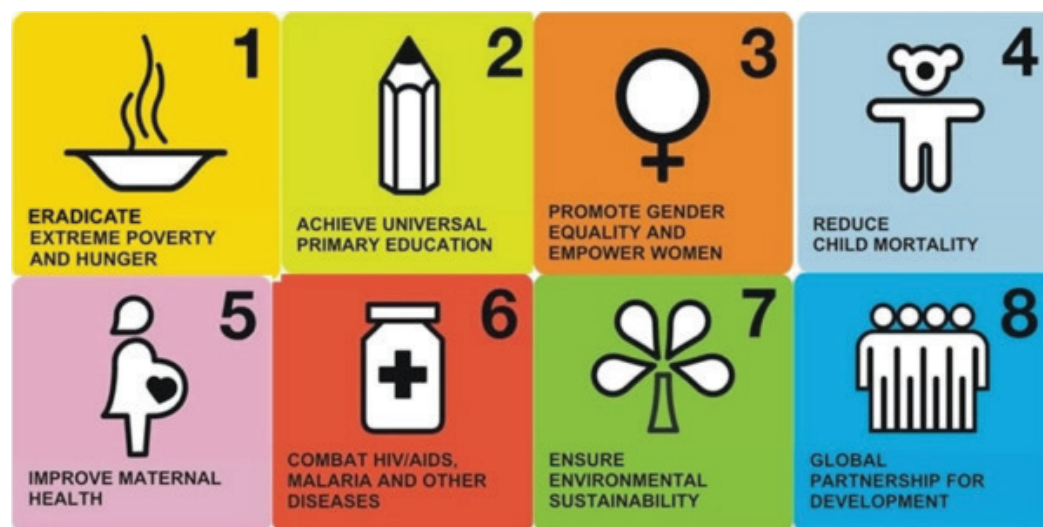 1
ERADICATE
EXTREME POVERTY
AND HUNGER
2
ACHIEVE UNIVERSAL
PRIMARY EDUCATION
3
PROMOTE GENDER
EQUALITY AND
EMPOWER WOMEN
4
REDUCE
CHILD MORTALITY
5
IMPROVE MATERNAL
HEALTH
6
COMBAT HIV/AIDS,
MALARIA AND OTHER
DISEASES
7
ENSURE
ENVIRONMENTAL
SUSTAINABILITY
8
GLOBAL
PARTNERSHIP FOR
DEVELOPMENT